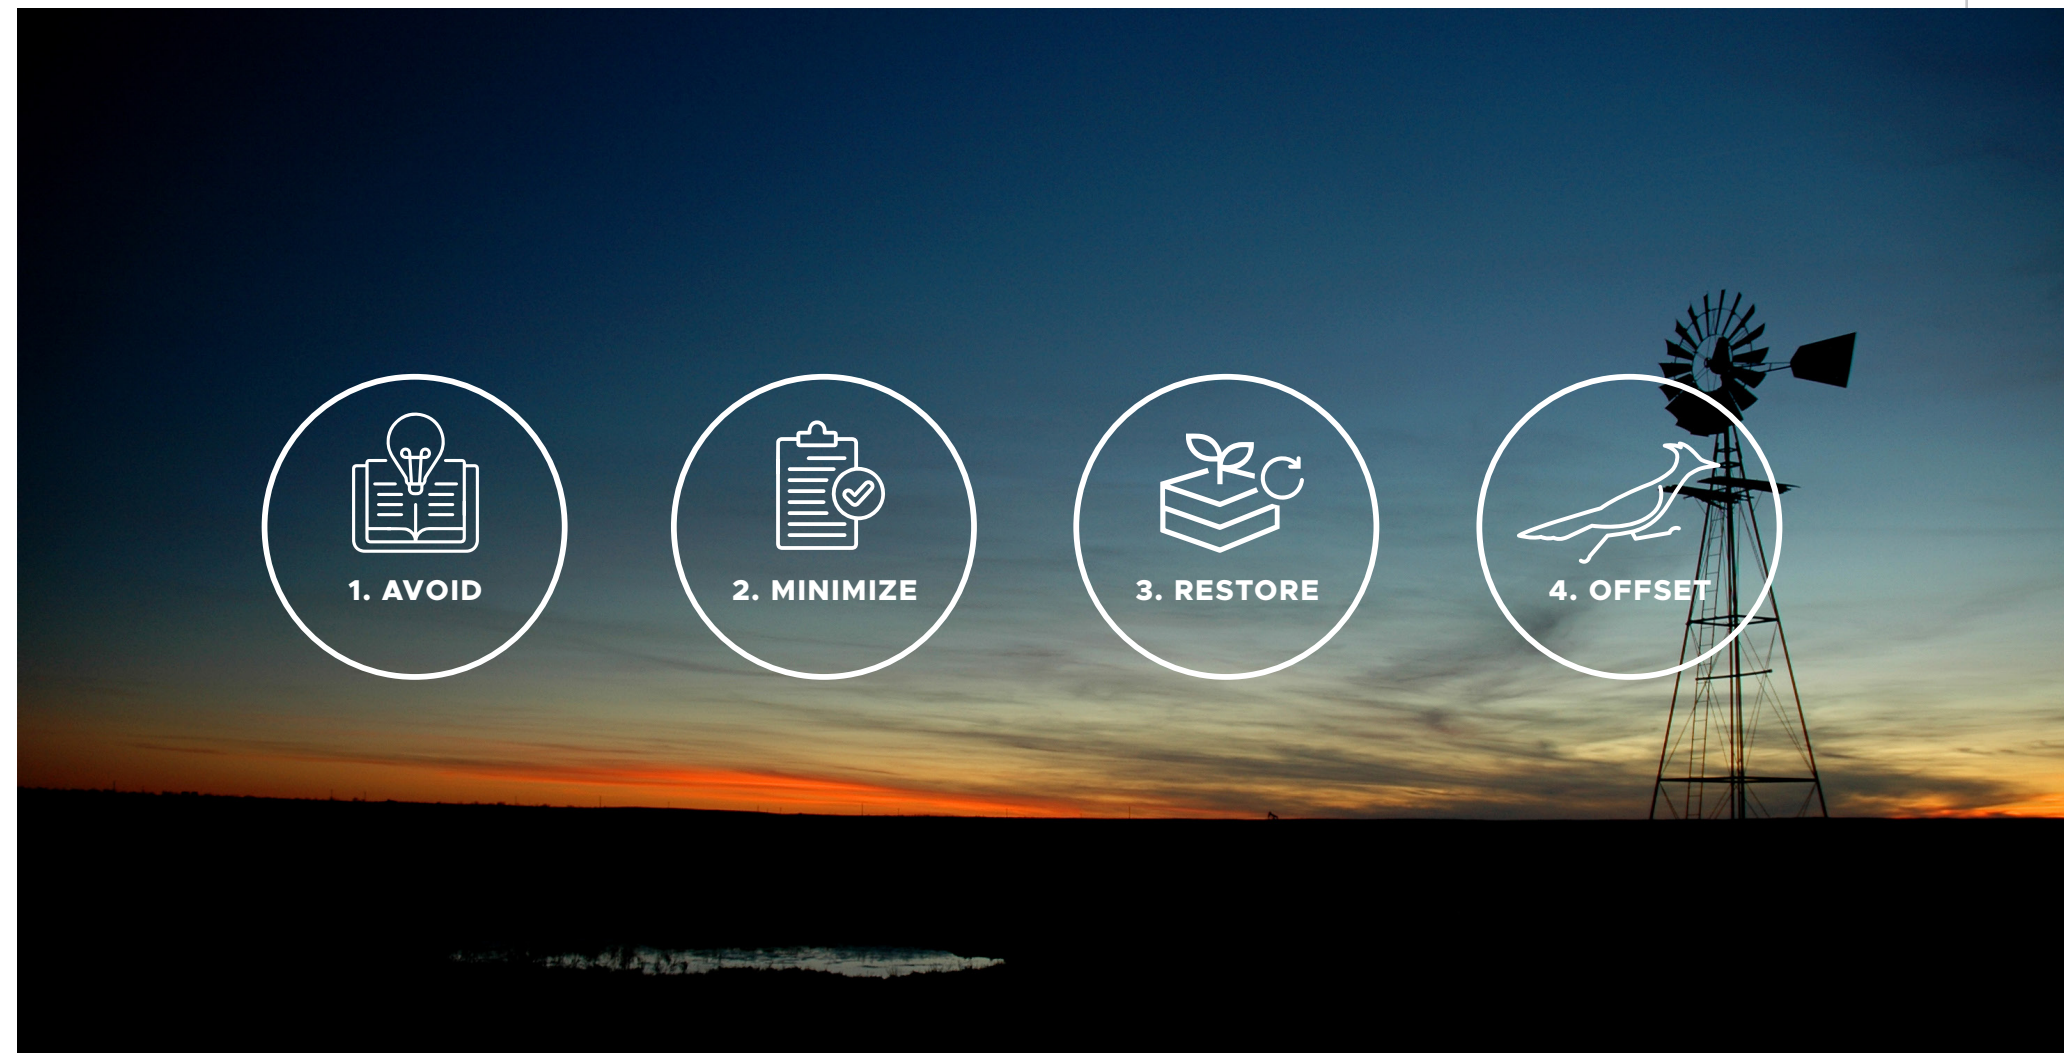 1. AVOID
2. MINIMIZE
3. RESTORE
4. OFFSET